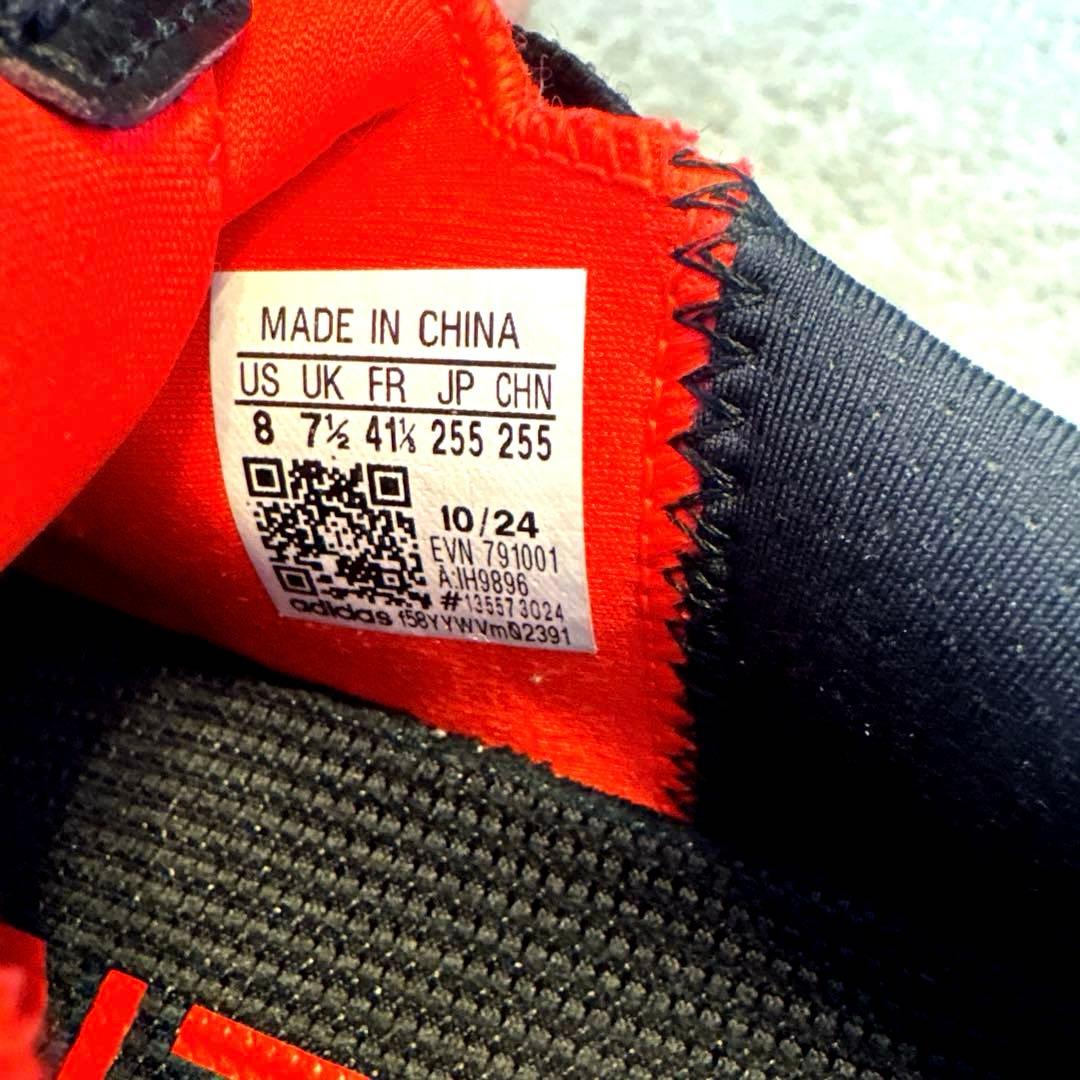 MADE IN CHINA
US UK FR JP CHN
8 7½ 41⅓ 255 255
10/24
EVN 791001
A:IH9896
#135573024
adidas f58YYWVmQ2391